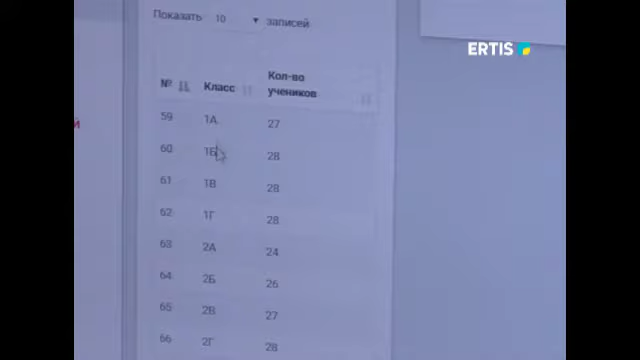 Показать 10 записей
ERTIS
№ Класс Кол-во учеников
59 1А 27
60 1Б 28
61 1В 28
62 1Г 28
63 2А 24
64 2Б 26
65 2В 27
66 2Г 28
й